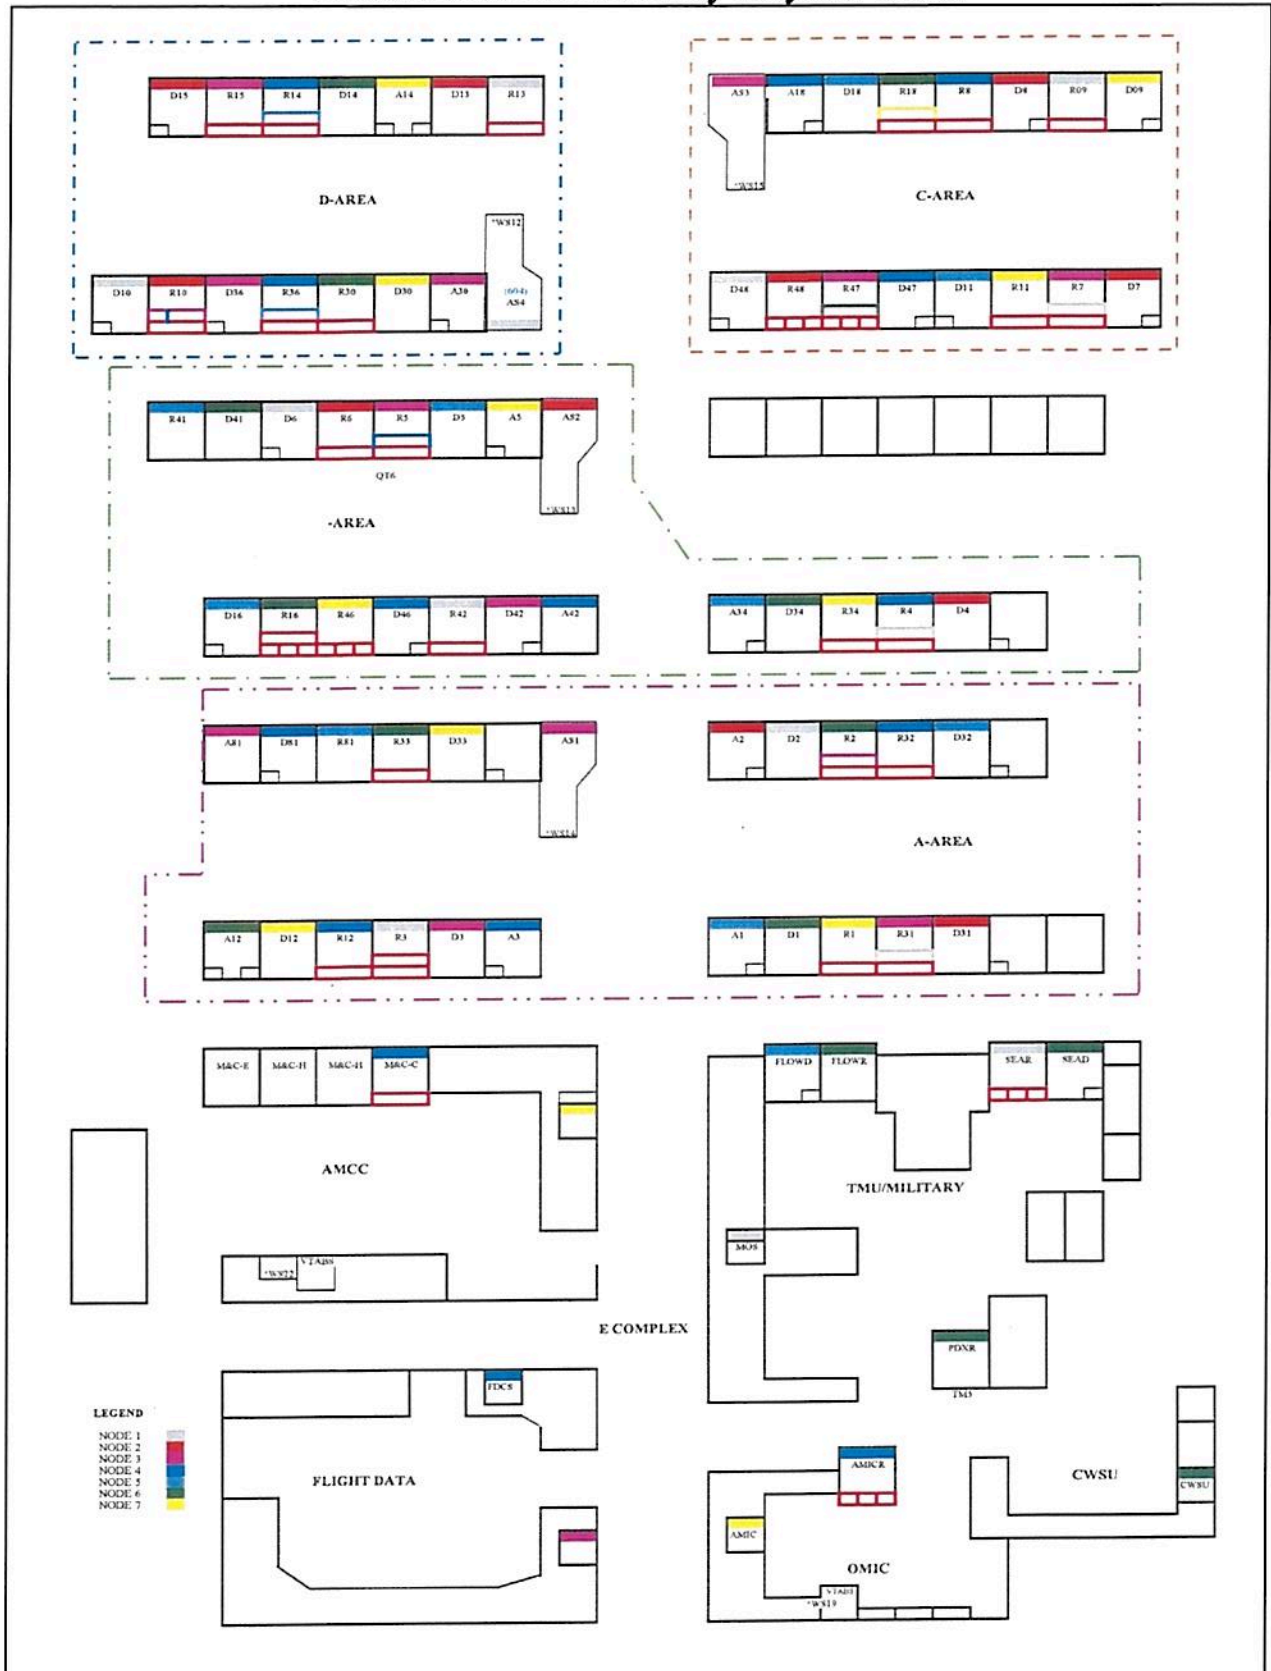 D15 R15 R14 D14 A14 D13 R13
AS3 A18 D18 R18 R8 D8 R09 D09
*WS15
D-AREA
C-AREA
*WS12
D10 R10 D36 R36 R30 D30 A30
(604)
AS4
D48 R48 R47 D47 D11 R11 R7 D7
R41 D41 D6 R6 R5 D5 A5 AS2
QT6
*WS13
-AREA
D16 R16 R46 D46 R42 D42 A42
A34 D34 R34 R4 D4
A81 D81 R81 R33 D33 AS1
A2 D2 R2 R32 D32
*WS14
A-AREA
A12 D12 R12 R3 D3 A3
A1 D1 R1 R31 D31
M&C-E M&C-H M&C-H M&C-C
FLOWD FLOWR SEAR SEAD
AMCC
TMU/MILITARY
MOS
VTABS
*WS22
E COMPLEX
PDXR
TM5
FDCS
LEGEND
NODE 1
NODE 2
NODE 3
NODE 4
NODE 5
NODE 6
NODE 7
FLIGHT DATA
AMICR
CWSU
CWSU
AMIC
OMIC
*WS19